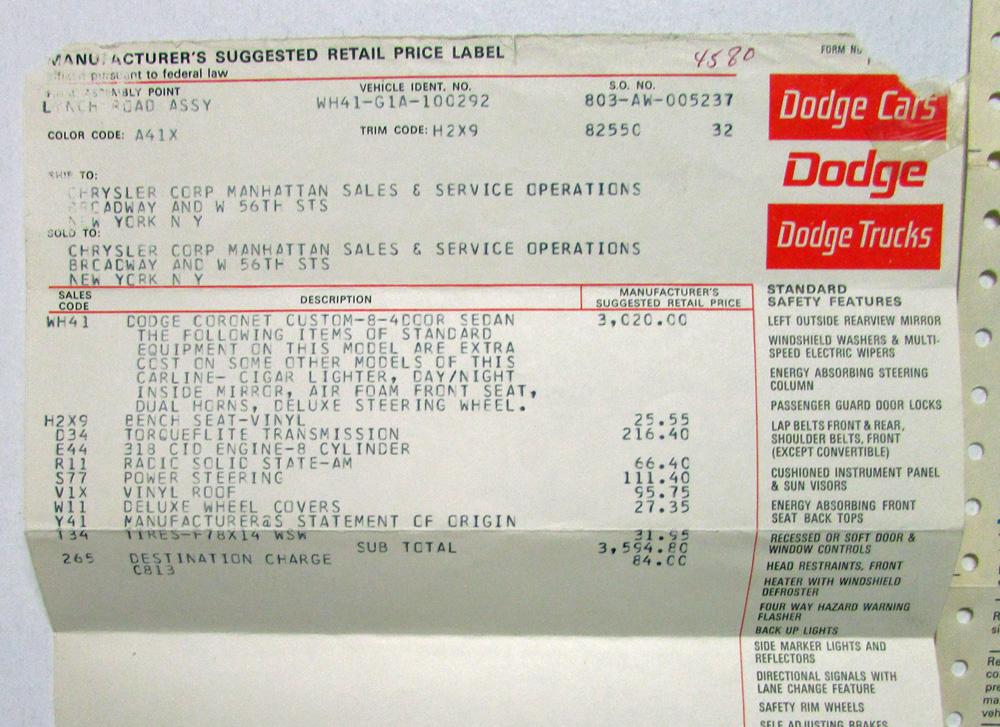 MANUFACTURER'S SUGGESTED RETAIL PRICE LABEL
4580
FORM
affixed pursuant to federal law
FINAL ASSEMBLY POINT
LYNCH ROAD ASSY
VEHICLE IDENT. NO.
WH41-G1A-100292
S.O. NO.
803-AW-005237
COLOR CODE: A41X
TRIM CODE: H2X9
82550 32
SHIP TO:
CHRYSLER CORP MANHATTAN SALES & SERVICE OPERATIONS
BROADWAY AND W 56TH STS
NEW YORK N Y
SOLD TO:
CHRYSLER CORP MANHATTAN SALES & SERVICE OPERATIONS
BROADWAY AND W 56TH STS
NEW YORK N Y
SALES CODE
DESCRIPTION
MANUFACTURER'S SUGGESTED RETAIL PRICE
WH41 DODGE CORONET CUSTOM-8-4DOOR SEDAN 3,020.00
THE FOLLOWING ITEMS OF STANDARD
EQUIPMENT ON THIS MODEL ARE EXTRA
COST ON SOME OTHER MODELS OF THIS
CARLINE- CIGAR LIGHTER, DAY/NIGHT
INSIDE MIRROR, AIR FOAM FRONT SEAT,
DUAL HORNS, DELUXE STEERING WHEEL.
H2X9 BENCH SEAT-VINYL 25.55
D34 TORQUEFLITE TRANSMISSION 216.40
E44 318 CID ENGINE-8 CYLINDER
R11 RADIO SOLID STATE-AM 66.40
S77 POWER STEERING 111.40
V1X VINYL ROOF 95.75
W11 DELUXE WHEEL COVERS 27.35
Y41 MANUFACTURER@S STATEMENT OF ORIGIN
T34 TIRES-F78X14 WSW 31.95
SUB TOTAL 3,594.80
265 DESTINATION CHARGE 84.00
C813
Dodge Cars
Dodge
Dodge Trucks
STANDARD
SAFETY FEATURES
LEFT OUTSIDE REARVIEW MIRROR
WINDSHIELD WASHERS & MULTI-
SPEED ELECTRIC WIPERS
ENERGY ABSORBING STEERING
COLUMN
PASSENGER GUARD DOOR LOCKS
LAP BELTS FRONT & REAR,
SHOULDER BELTS, FRONT
(EXCEPT CONVERTIBLE)
CUSHIONED INSTRUMENT PANEL
& SUN VISORS
ENERGY ABSORBING FRONT
SEAT BACK TOPS
RECESSED OR SOFT DOOR &
WINDOW CONTROLS
HEAD RESTRAINTS, FRONT
HEATER WITH WINDSHIELD
DEFROSTER
FOUR WAY HAZARD WARNING
FLASHER
BACK UP LIGHTS
SIDE MARKER LIGHTS AND
REFLECTORS
DIRECTIONAL SIGNALS WITH
LANE CHANGE FEATURE
SAFETY RIM WHEELS
SELF ADJUSTING BRAKES